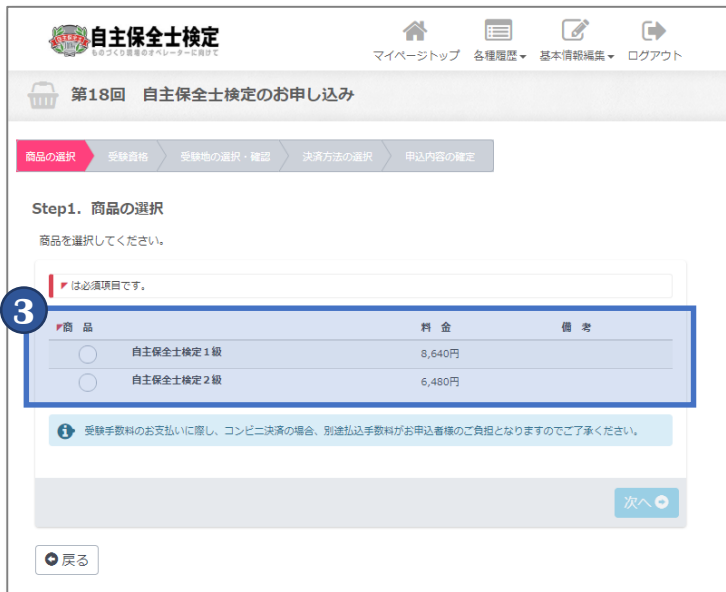 自主保全士検定
ものづくり現場のオペレーターに向けて
マイページトップ 各種履歴▾ 基本情報編集▾ ログアウト
第18回 自主保全士検定のお申し込み
商品の選択 受験資格 受験地の選択・確認 決済方法の選択 申込内容の確定
Step1. 商品の選択
商品を選択してください。
は必須項目です。
3
商 品 料 金 備 考
自主保全士検定1級 8,640円
自主保全士検定2級 6,480円
受験手数料のお支払いに際し、コンビニ決済の場合、別途払込手数料がお申込者様のご負担となりますのでご了承ください。
次へ
戻る